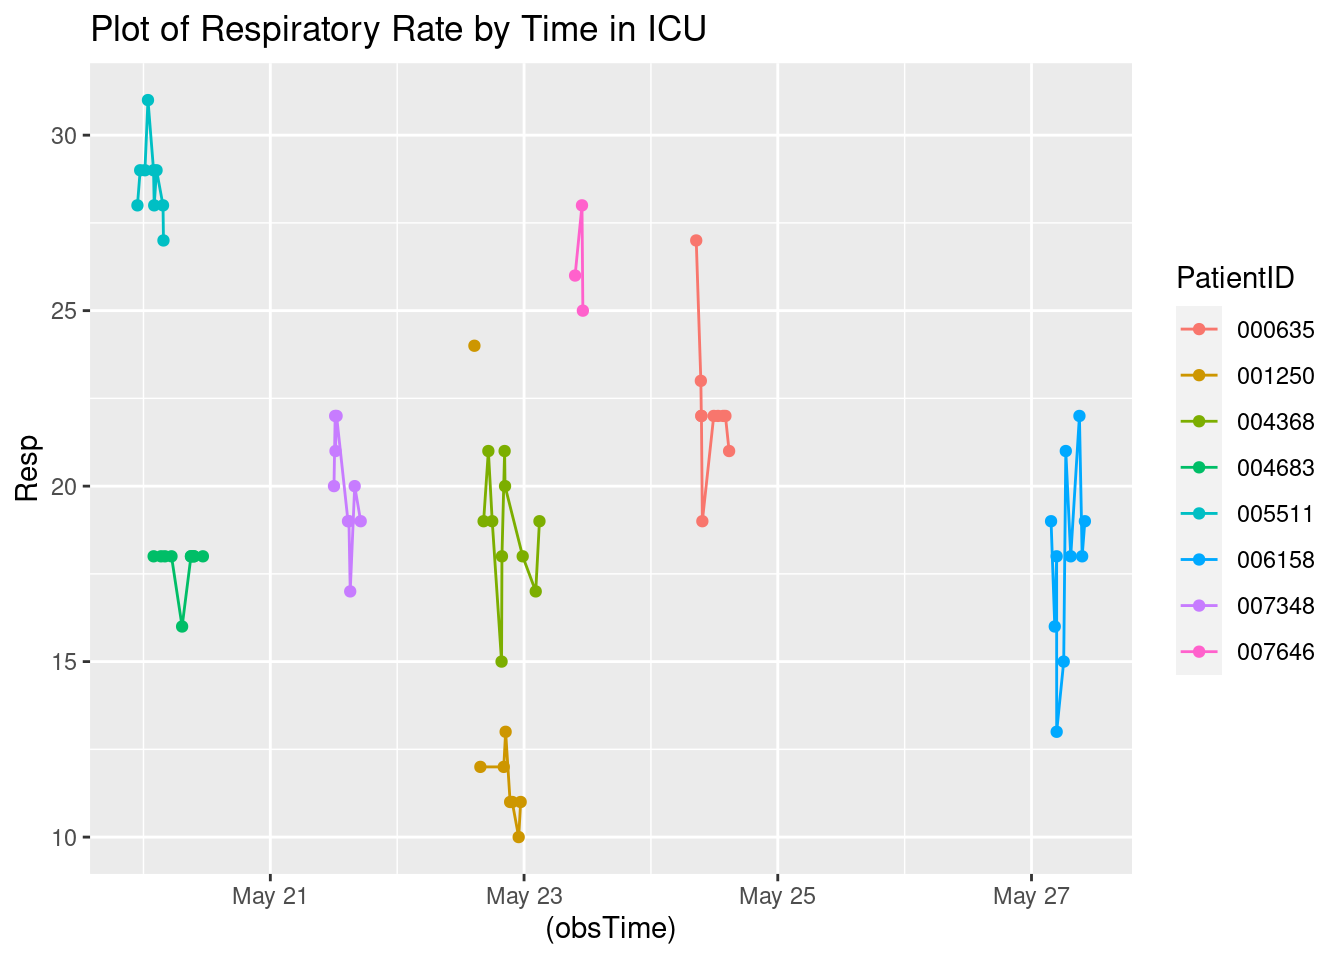 Plot of Respiratory Rate by Time in ICU
Resp
30
25
20
15
10
May 21
May 23
May 25
May 27
(obsTime)
PatientID
000635
001250
004368
004683
005511
006158
007348
007646